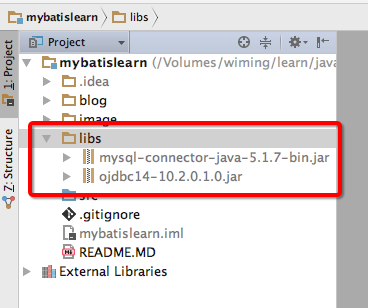 mybatislearn libs
Project
1: Project
Z: Structure
mybatislearn (/Volumes/wiming/learn/java
.idea
blog
image
libs
mysql-connector-java-5.1.7-bin.jar
ojdbc14-10.2.0.1.0.jar
src
.gitignore
mybatislearn.iml
README.MD
External Libraries